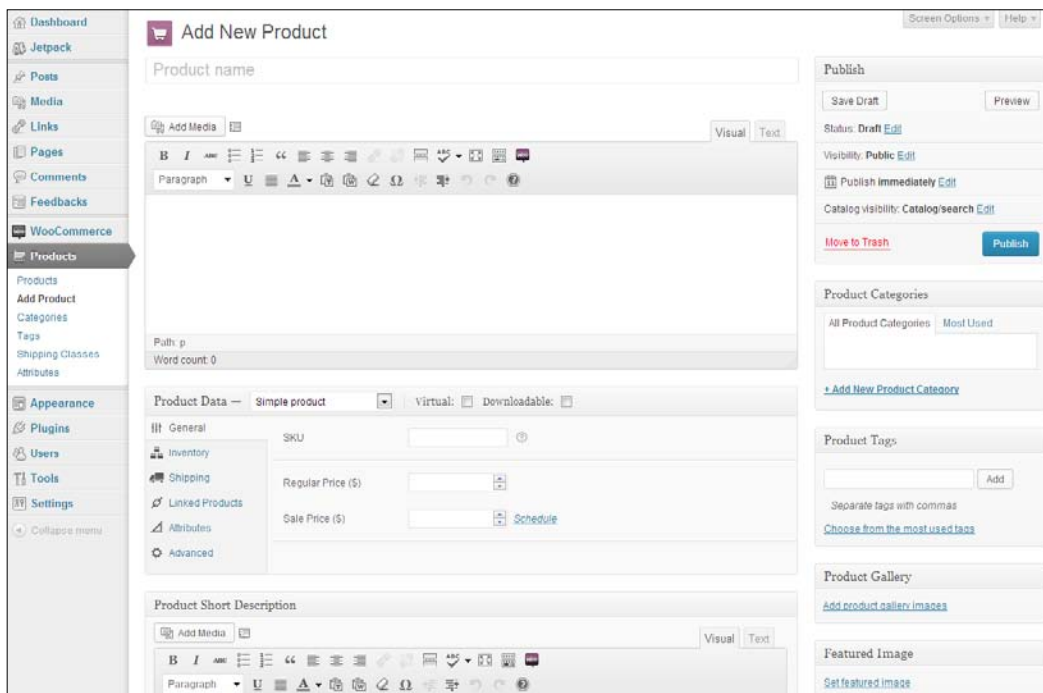 Dashboard
Jetpack
Posts
Media
Links
Pages
Comments
Feedbacks
WooCommerce
Products
Products
Add Product
Categories
Tags
Shipping Classes
Attributes
Appearance
Plugins
Users
Tools
Settings
Collapse menu
Screen Options
Help
Add New Product
Product name
Add Media
Visual
Text
B I ABC
Paragraph U A Ω
Path: p
Word count: 0
Product Data — Simple product Virtual: Downloadable:
General
Inventory
Shipping
Linked Products
Attributes
Advanced
SKU
Regular Price ($)
Sale Price ($) Schedule
Product Short Description
Add Media
Visual
Text
B I ABC
Paragraph U A Ω
Publish
Save Draft
Preview
Status: Draft Edit
Visibility: Public Edit
Publish immediately Edit
Catalog visibility: Catalog/search Edit
Move to Trash
Publish
Product Categories
All Product Categories
Most Used
+ Add New Product Category
Product Tags
Add
Separate tags with commas
Choose from the most used tags
Product Gallery
Add product gallery images
Featured Image
Set featured image